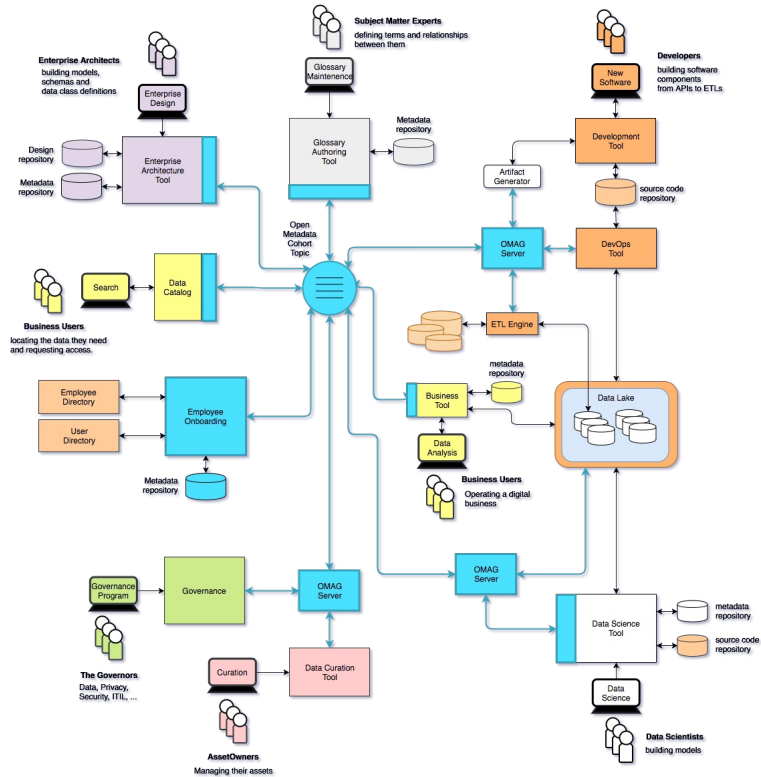 Subject Matter Experts
defining terms and relationships
between them
Enterprise Architects
building models,
schemas and
data class definitions
Developers
building software
components
from APIs to ETLs
Enterprise
Design
Glossary
Maintenence
New
Software
Design
repository
Metadata
repository
Enterprise
Architecture
Tool
Glossary
Authoring Tool
Metadata
repository
Development
Tool
Artifact
Generator
source code
repository
Open
Metadata
Cohort
Topic
OMAG
Server
DevOps
Tool
Search
Data
Catalog
Business Users
locating the data they need
and requesting access.
ETL Engine
metadata
repository
Business
Tool
Data Lake
Employee
Directory
User
Directory
Employee
Onboarding
Data
Analysis
Metadata
repository
Business Users
Operating a digital
business
Governance
Program
Governance
OMAG
Server
OMAG
Server
Data Science
Tool
metadata
repository
source code
repository
The Governors
Data, Privacy,
Security, ITIL, ...
Curation
Data Curation
Tool
Data
Science
AssetOwners
Managing their assets
Data Scientists
building models